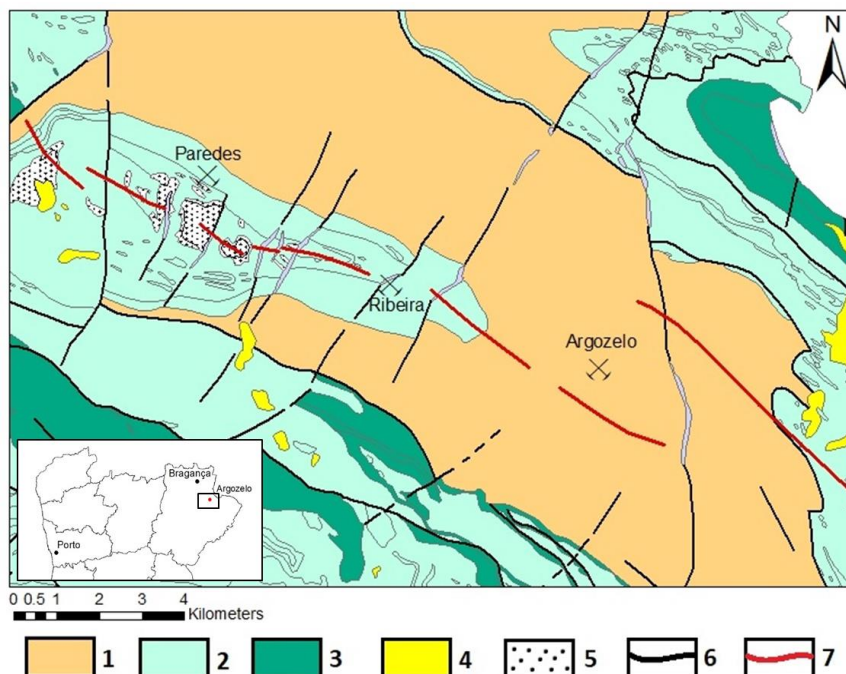 N
Paredes
Ribeira
Argozelo
Bragança
Argozelo
Porto
0 0.5 1 2 3 4
Kilometers
1 2 3 4 5 6 7